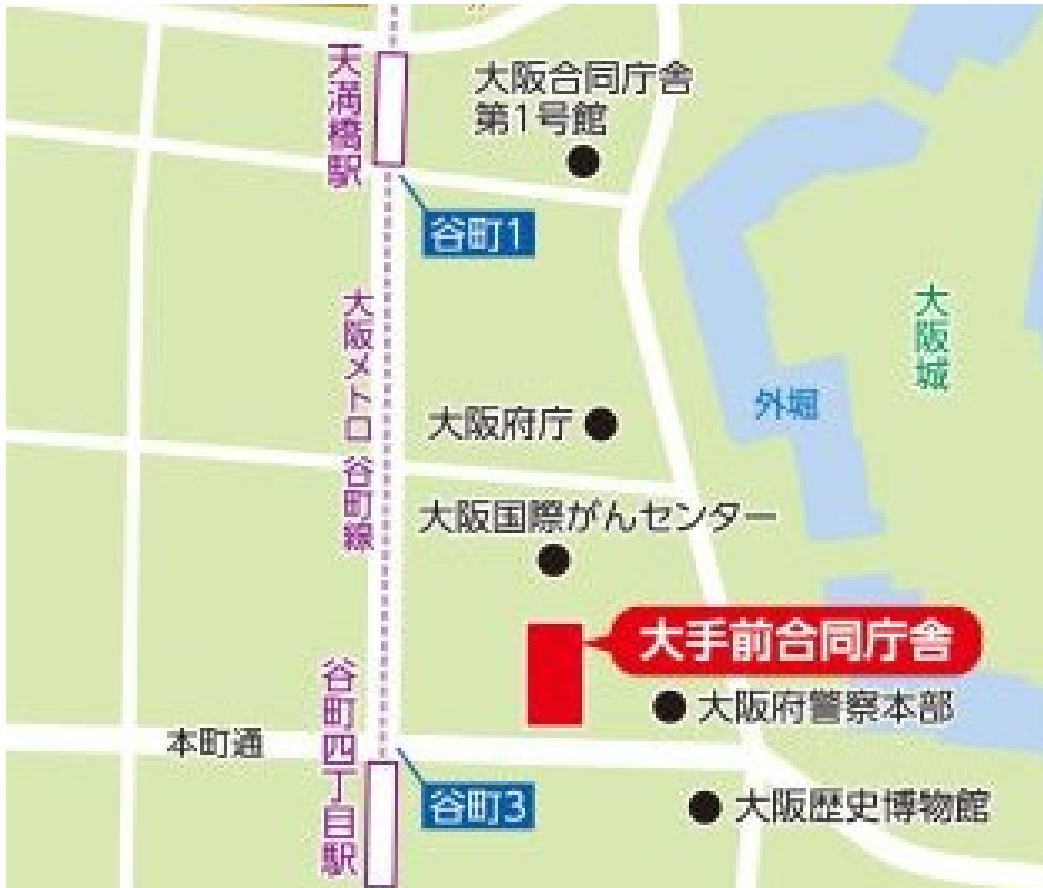 天満橋駅
大阪合同庁舎
第1号館
谷町1
大阪メトロ 谷町線
大阪城
外堀
大阪府庁
大阪国際がんセンター
大手前合同庁舎
大阪府警察本部
谷町四丁目駅
本町通
谷町3
大阪歴史博物館